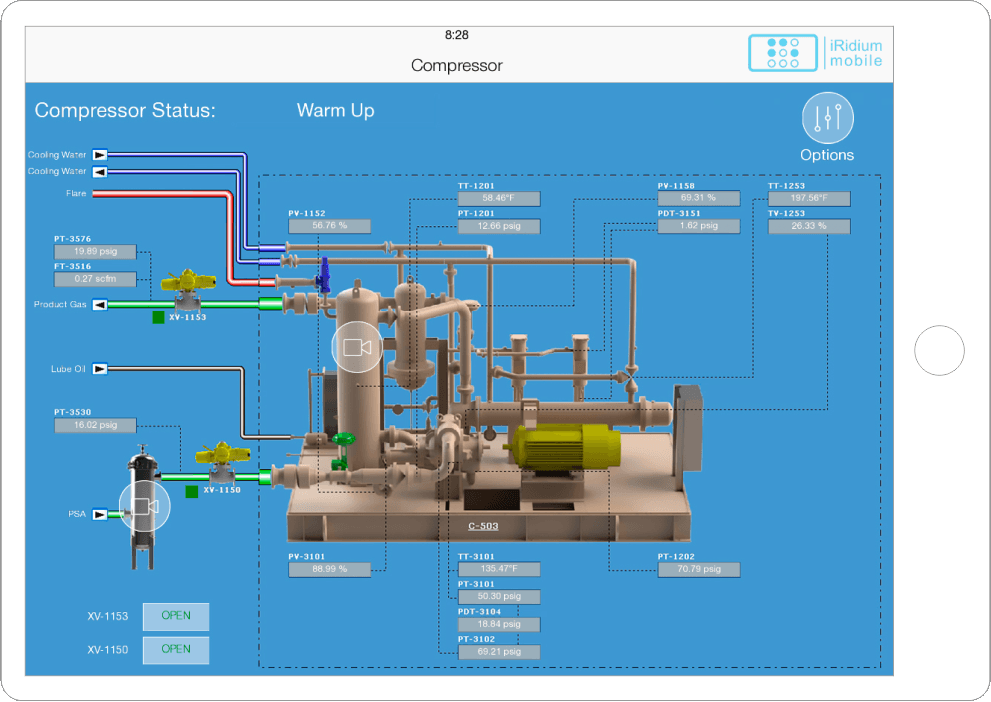 8:28
Compressor
iRidium
mobile
Compressor Status:
Warm Up
Options
Cooling Water
Cooling Water
Flare
TT-1201
58.46°F
PT-1201
12.66 psig
PV-1158
69.31 %
PDT-3151
1.62 psig
TT-1253
197.58°F
TV-1253
26.33 %
PV-1152
56.76 %
PT-3576
19.89 psig
FT-3516
0.27 scfm
Product Gas
XV-1153
Lube Oil
PT-3530
16.02 psig
XV-1150
PSA
C-503
PV-3101
88.99 %
TT-3101
135.47°F
PT-3101
50.30 psig
PDT-3104
18.84 psig
PT-3102
69.21 psig
PT-1202
70.79 psig
XV-1153
OPEN
XV-1150
OPEN